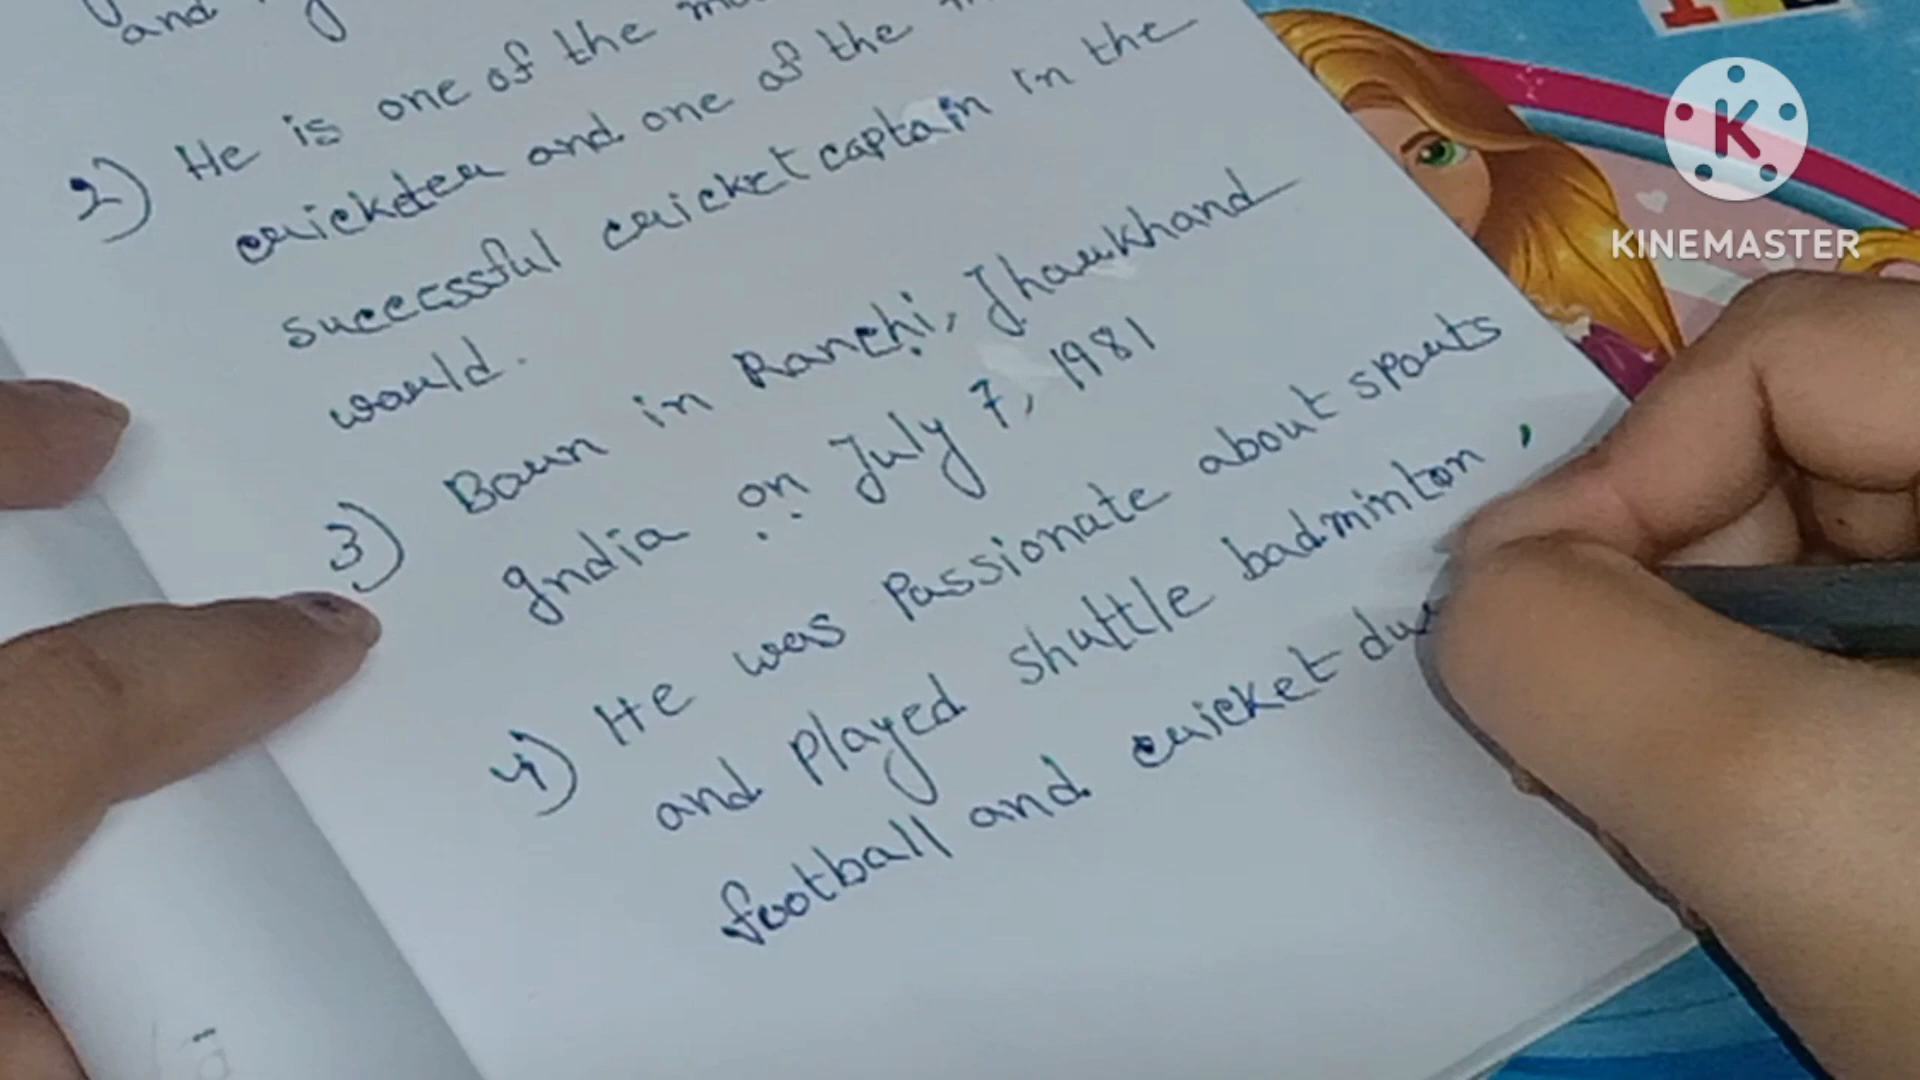 and
2) He is one of the
cricketer and one of the
successful cricket captain in the
world.
3) Born in Ranchi, Jharkhand
India on July 7, 1981
4) He was Passionate about sports
and Played shuttle badminton,
football and cricket du
K
KINEMASTER